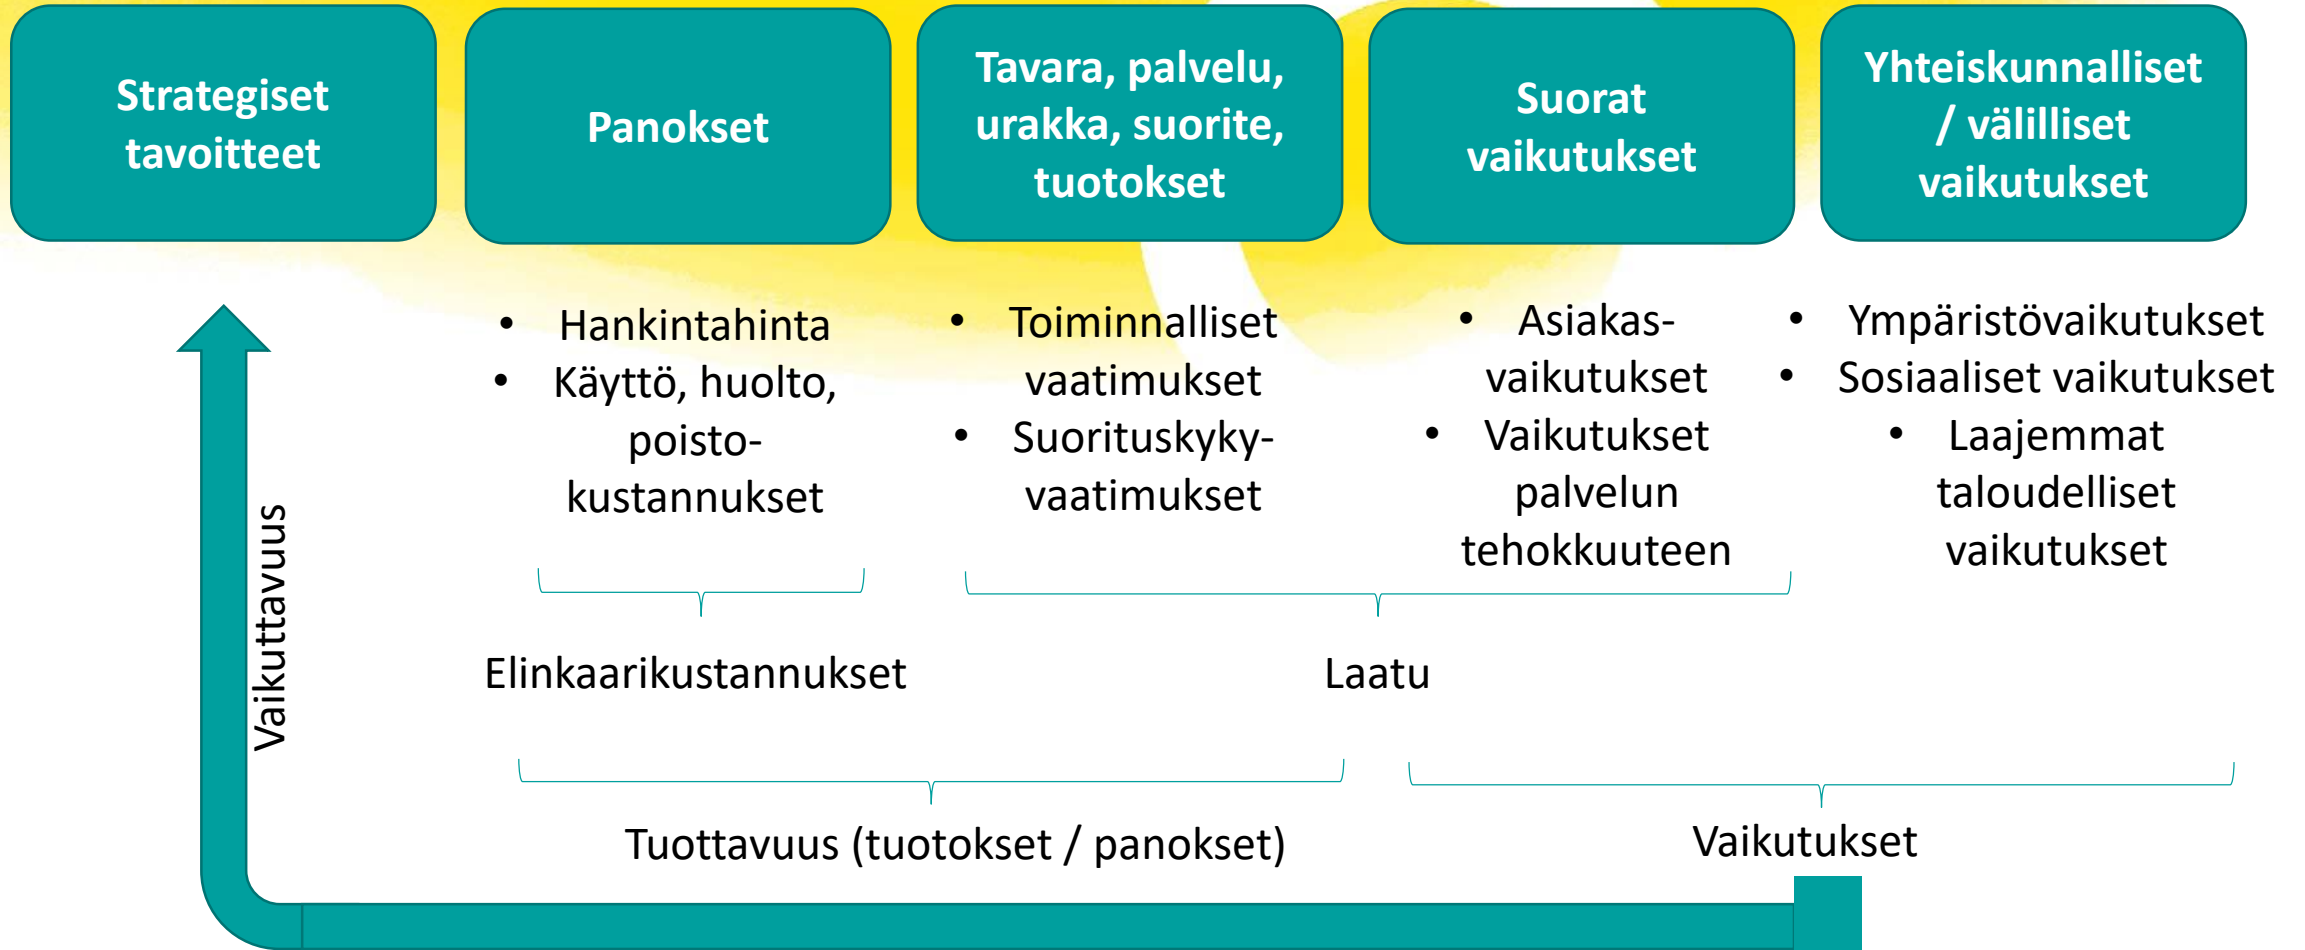 Strategiset
tavoitteet
Panokset
Tavara, palvelu,
urakka, suorite,
tuotokset
Suorat
vaikutukset
Yhteiskunnalliset
/ välilliset
vaikutukset
• Hankintahinta
• Käyttö, huolto,
poisto-
kustannukset
• Toiminnalliset
vaatimukset
• Suorituskyky-
vaatimukset
• Asiakas-
vaikutukset
• Vaikutukset
palvelun
tehokkuuteen
• Ympäristövaikutukset
• Sosiaaliset vaikutukset
• Laajemmat
taloudelliset
vaikutukset
Vaikuttavuus
Elinkaarikustannukset
Laatu
Tuottavuus (tuotokset / panokset)
Vaikutukset